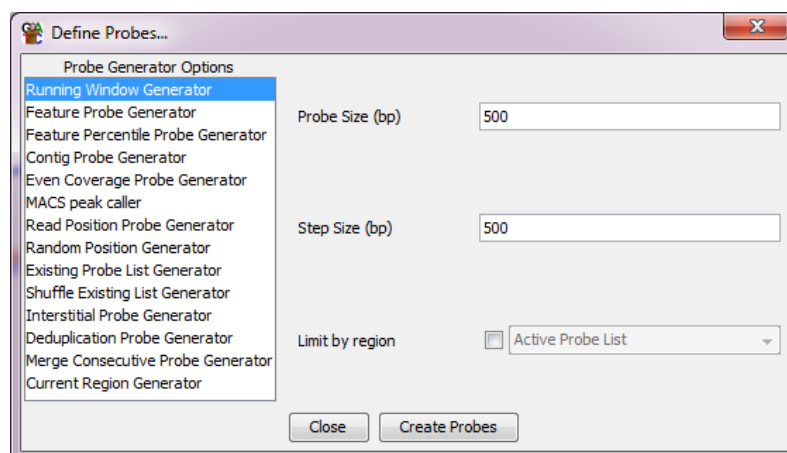 Define Probes...
Probe Generator Options
Running Window Generator
Feature Probe Generator
Feature Percentile Probe Generator
Contig Probe Generator
Even Coverage Probe Generator
MACS peak caller
Read Position Probe Generator
Random Position Generator
Existing Probe List Generator
Shuffle Existing List Generator
Interstitial Probe Generator
Deduplication Probe Generator
Merge Consecutive Probe Generator
Current Region Generator
Probe Size (bp) 500
Step Size (bp) 500
Limit by region Active Probe List
Close Create Probes